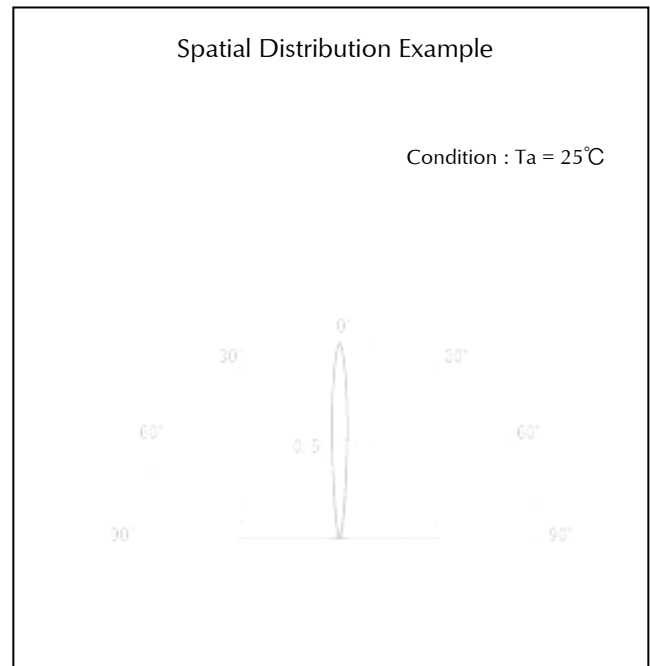 Spatial Distribution Example
Condition : Ta = 25℃
0°
30° 30°
60° 60°
0.5
90° 90°